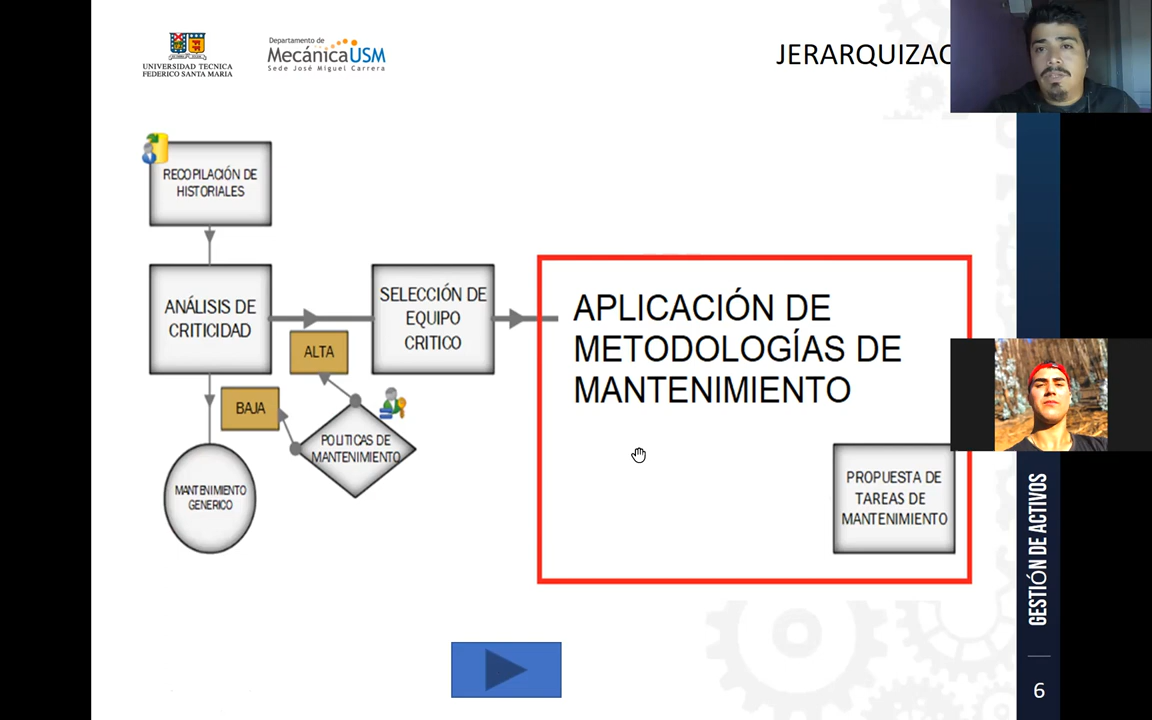 UNIVERSIDAD TECNICA
FEDERICO SANTA MARIA
Departamento de
MecánicaUSM
Sede José Miguel Carrera
JERARQUIZAC
RECOPILACIÓN DE
HISTORIALES
ANÁLISIS DE
CRITICIDAD
SELECCIÓN DE
EQUIPO
CRITICO
ALTA
BAJA
POLITICAS DE
MANTENIMIENTO
MANTENIMIENTO
GENERICO
APLICACIÓN DE
METODOLOGÍAS DE
MANTENIMIENTO
PROPUESTA DE
TAREAS DE
MANTENIMIENTO
GESTIÓN DE ACTIVOS
6